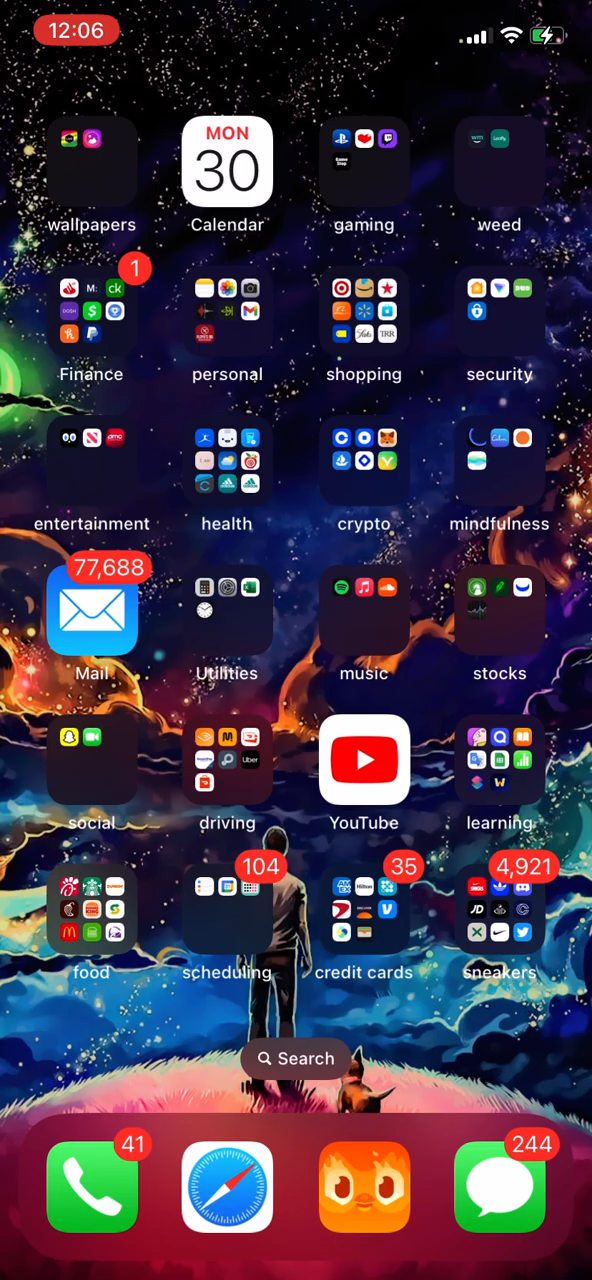 12:06
MON
30
wallpapers
Calendar
gaming
weed
1
Finance
personal
shopping
security
entertainment
health
crypto
mindfulness
77,688
Mail
Utilities
music
stocks
Uber
social
driving
YouTube
learning
104
35
4,921
food
scheduling
credit cards
sneakers
Search
41
244